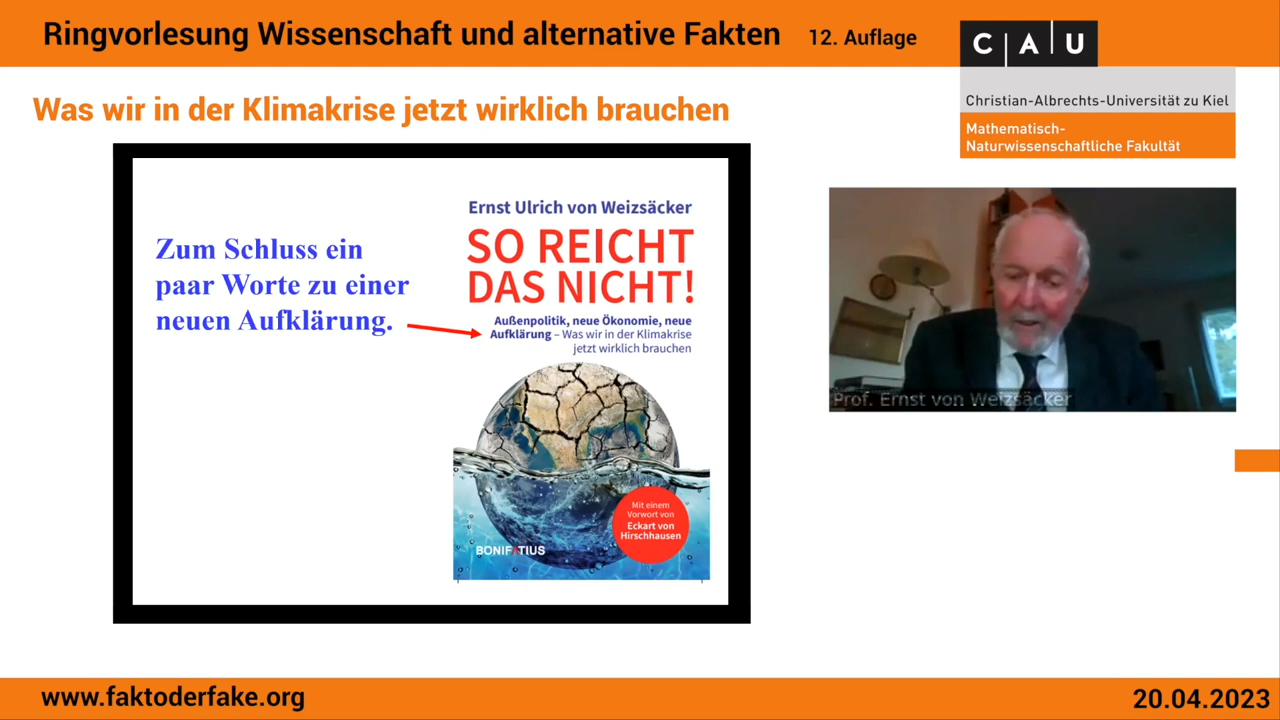 Ringvorlesung Wissenschaft und alternative Fakten 12. Auflage
C A U
Christian-Albrechts-Universität zu Kiel
Mathematisch-
Naturwissenschaftliche Fakultät
Was wir in der Klimakrise jetzt wirklich brauchen
Zum Schluss ein
paar Worte zu einer
neuen Aufklärung.
Ernst Ulrich von Weizsäcker
SO REICHT
DAS NICHT!
Außenpolitik, neue Ökonomie, neue
Aufklärung – Was wir in der Klimakrise
jetzt wirklich brauchen
Mit einem
Vorwort von
Eckart von
Hirschhausen
BONIFATIUS
Prof. Ernst von Weizsäcker
www.faktoderfake.org
20.04.2023